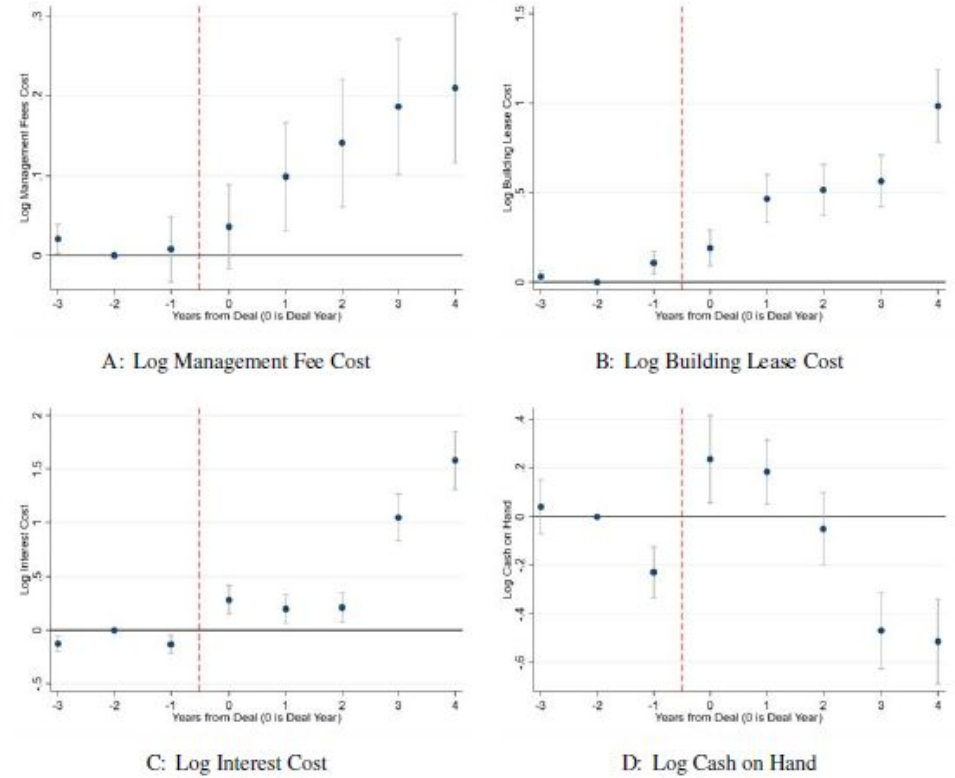 .3
.2
.1
0
Log Management Fees Cost
-3 -2 -1 0 1 2 3 4
Years from Deal (0 is Deal Year)
A: Log Management Fee Cost
1.5
1
.5
0
Log Building Lease Cost
-3 -2 -1 0 1 2 3 4
Years from Deal (0 is Deal Year)
B: Log Building Lease Cost
2
1.5
1
.5
0
-.5
Log Interest Cost
-3 -2 -1 0 1 2 3 4
Years from Deal (0 is Deal Year)
C: Log Interest Cost
.4
.2
0
-.2
-.4
-.6
Log Cash on Hand
-3 -2 -1 0 1 2 3 4
Years from Deal (0 is Deal Year)
D: Log Cash on Hand